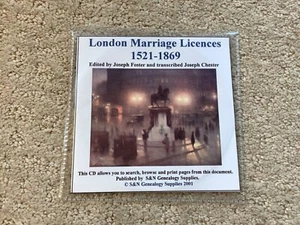 London Marriage Licences
1521-1869
Edited by Joseph Foster and transcribed Joseph Chester
This CD allows you to search, browse and print pages from this document.
Published by S&N Genealogy Supplies.
© S&N Genealogy Supplies 2001